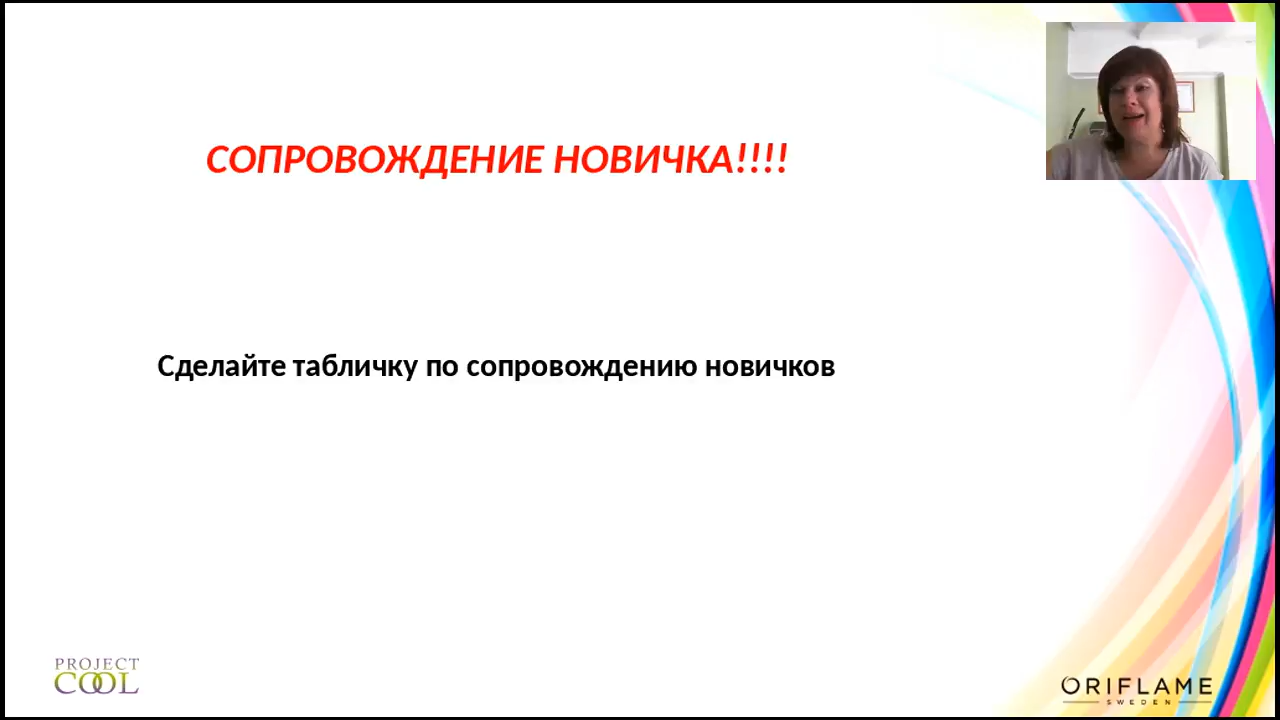 СОПРОВОЖДЕНИЕ НОВИЧКА!!!!
Сделайте табличку по сопровождению новичков
PROJECT
COOL
ORIFLAME
SWEDEN